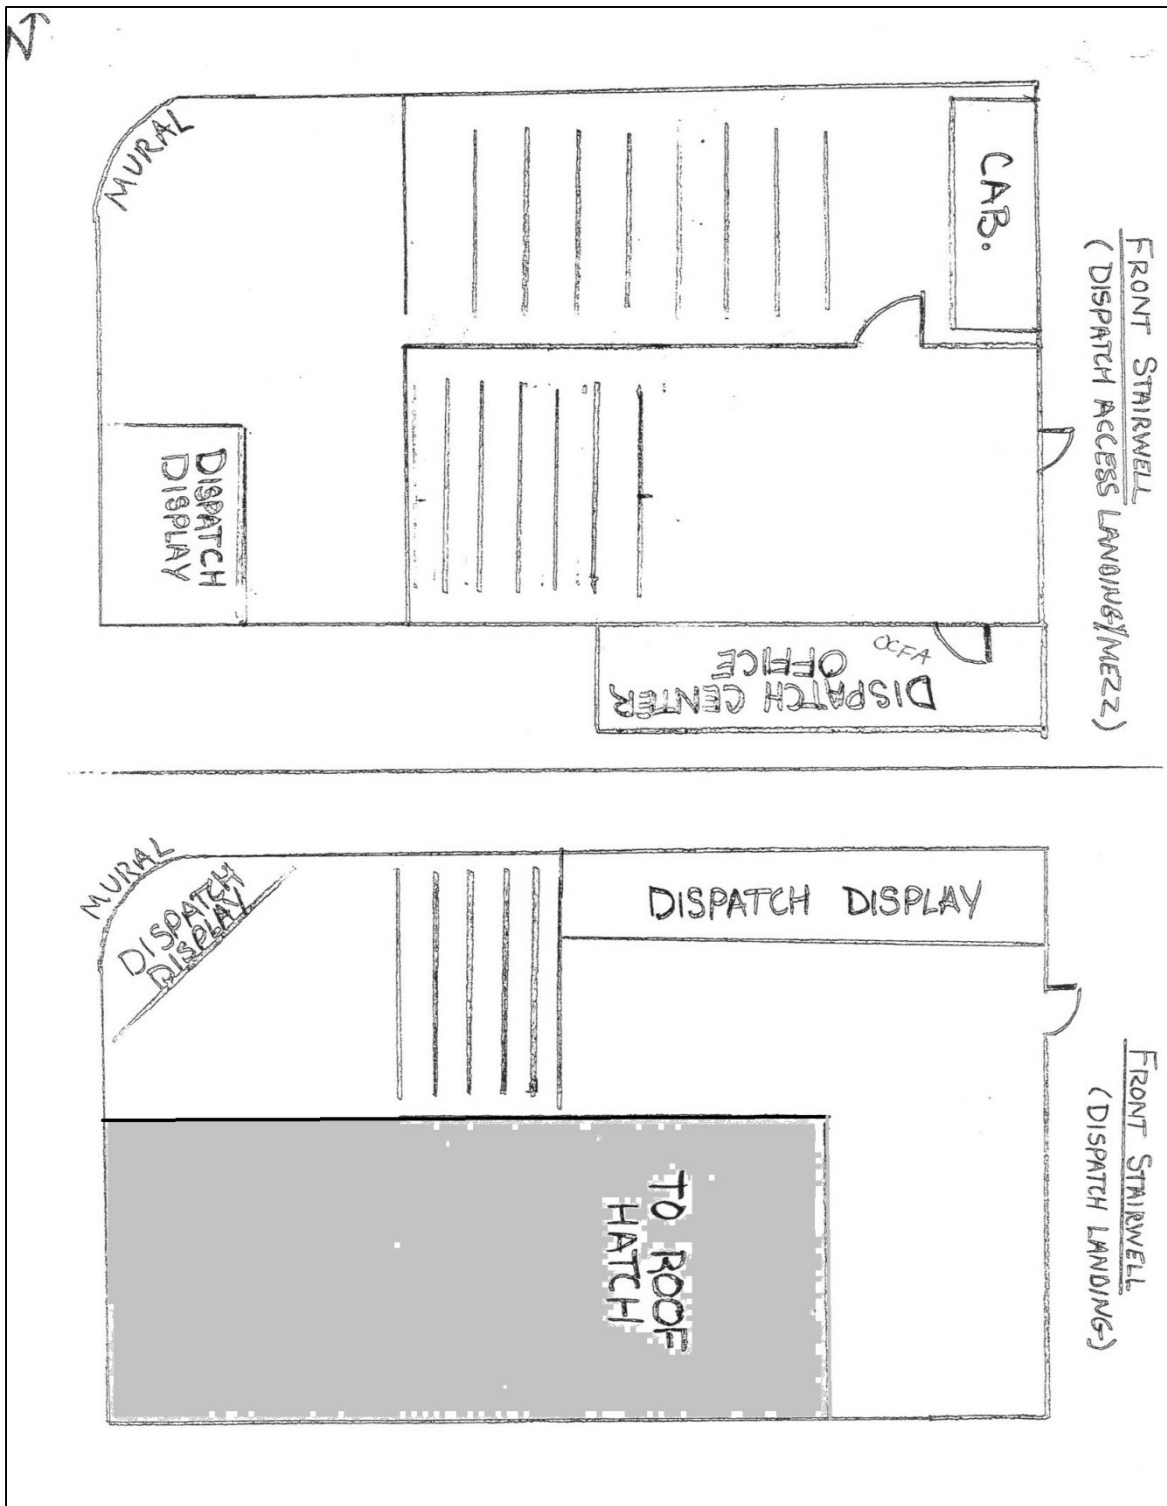 N
MURAL
CAB.
FRONT STAIRWELL
(DISPATCH ACCESS LANDING/MEZZ)
DISPATCH
DISPLAY
OCFA
DISPATCH CENTER
OFFICE
MURAL
DISPATCH
DISPLAY
DISPATCH DISPLAY
FRONT STAIRWELL
(DISPATCH LANDING)
TO ROOF
HATCH